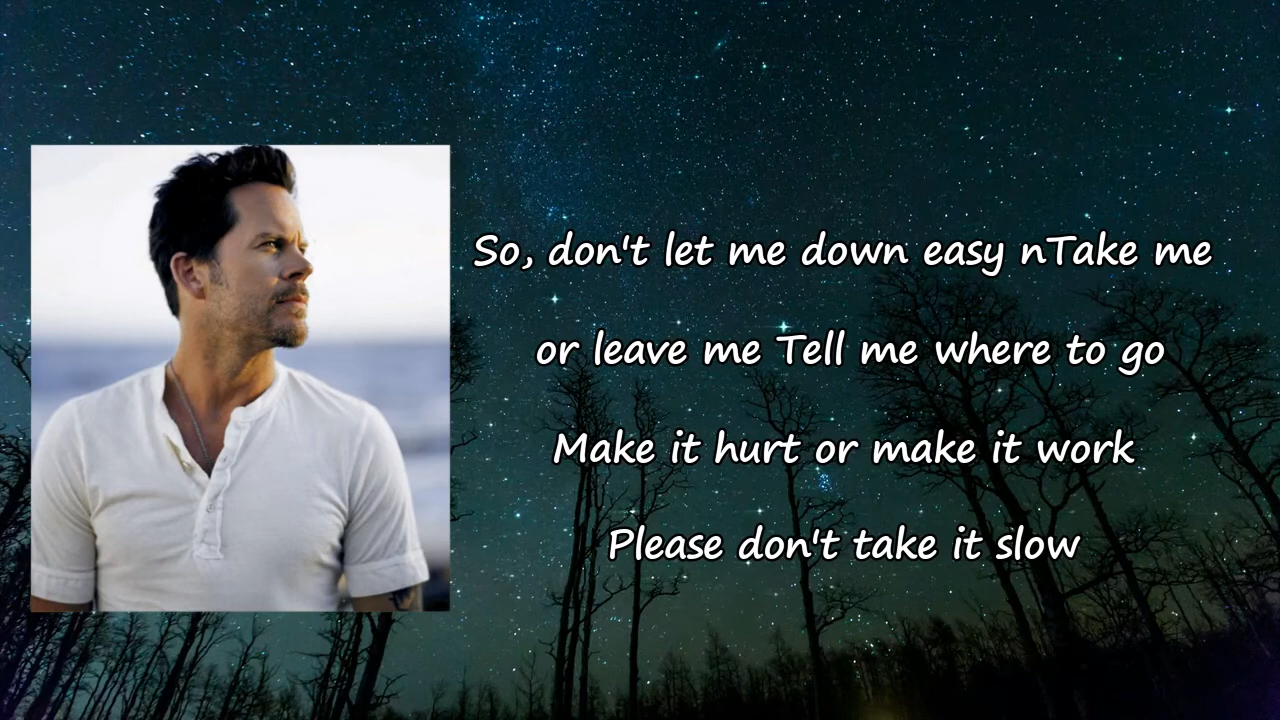 So, don't let me down easy nTake me
or leave me Tell me where to go
Make it hurt or make it work
Please don't take it slow